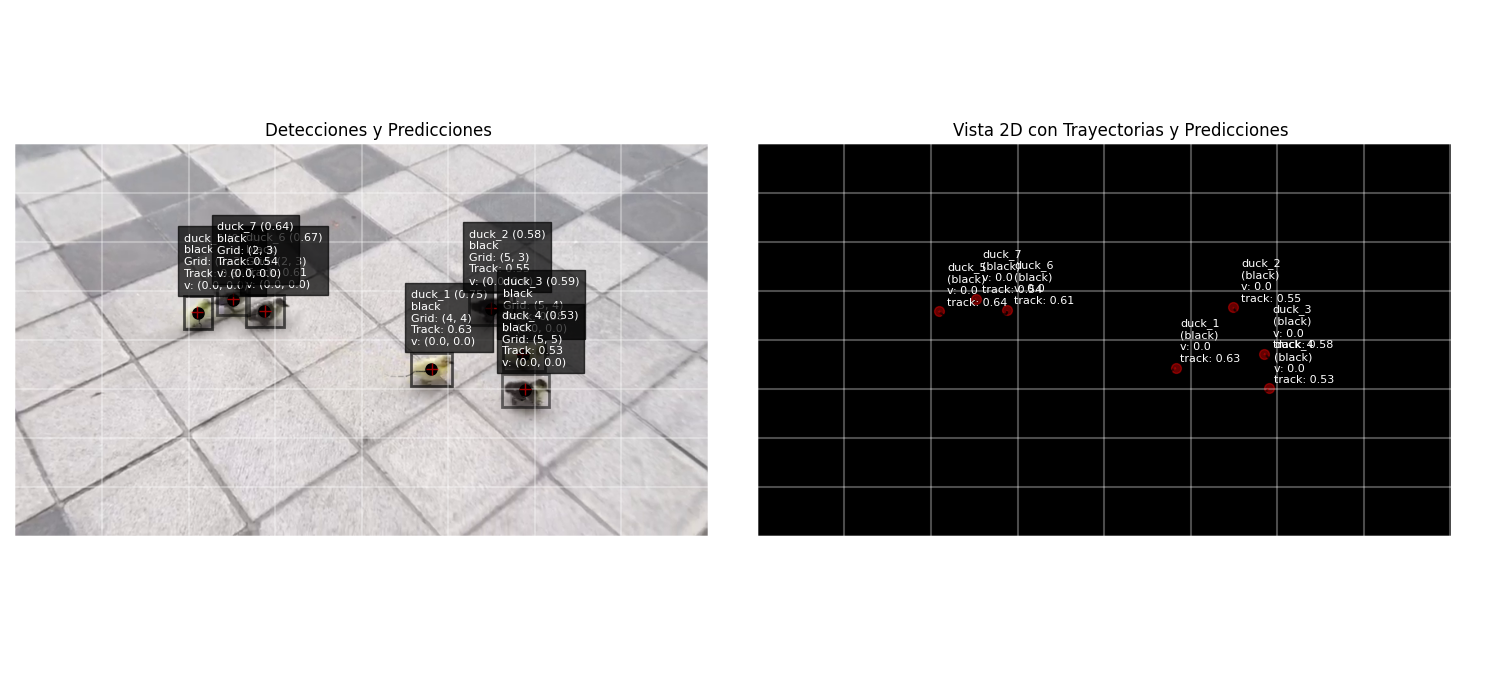 Detecciones y Predicciones
duck_7 (0.64)
black
Grid: (2, 3)
Track: 0.54
v: (0.0, 0.0)
duck
black
Grid:
Track
v: (0.0, 0.0)
duck_6 (0.67)
v: (0.0, 0.0)
duck_2 (0.58)
black
Grid: (5, 3)
Track: 0.55
v: (0.0
duck_1 (0.75)
black
Grid: (4, 4)
Track: 0.63
v: (0.0, 0.0)
duck_3 (0.59)
black
Grid: (5, 4)
duck_4 (0.53)
black
Grid: (5, 5)
Track: 0.53
v: (0.0, 0.0)
Vista 2D con Trayectorias y Predicciones
duck_5
(black)
v: 0.0
track: 0.64
duck_7
(black)
v: 0.0
track: 0.54
duck_6
(black)
v: 0.0
track: 0.61
duck_2
(black)
v: 0.0
track: 0.55
duck_1
(black)
v: 0.0
track: 0.63
duck_3
(black)
v: 0.0
track: 0.58
duck_4
(black)
v: 0.0
track: 0.53